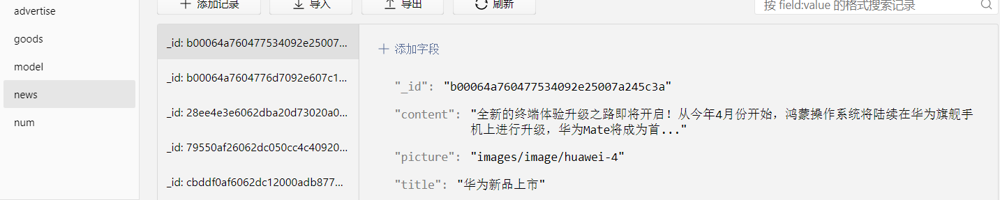 添加记录
导入
导出
刷新
按 field:value 的格式搜索记录
advertise
goods
model
news
num
_id: b00064a760477534092e25007...
_id: b00064a7604776d7092e607c1...
_id: 28ee4e3e6062dba20d73020a0...
_id: 79550af26062dc050cc4c40920...
_id: cbddf0af6062dc12000adb877...
添加字段
"_id": "b00064a760477534092e25007a245c3a"
"content": "全新的终端体验升级之路即将开启！从今年4月份开始，鸿蒙操作系统将陆续在华为旗舰手
机上进行升级，华为Mate将成为首..."
"picture": "images/image/huawei-4"
"title": "华为新品上市"